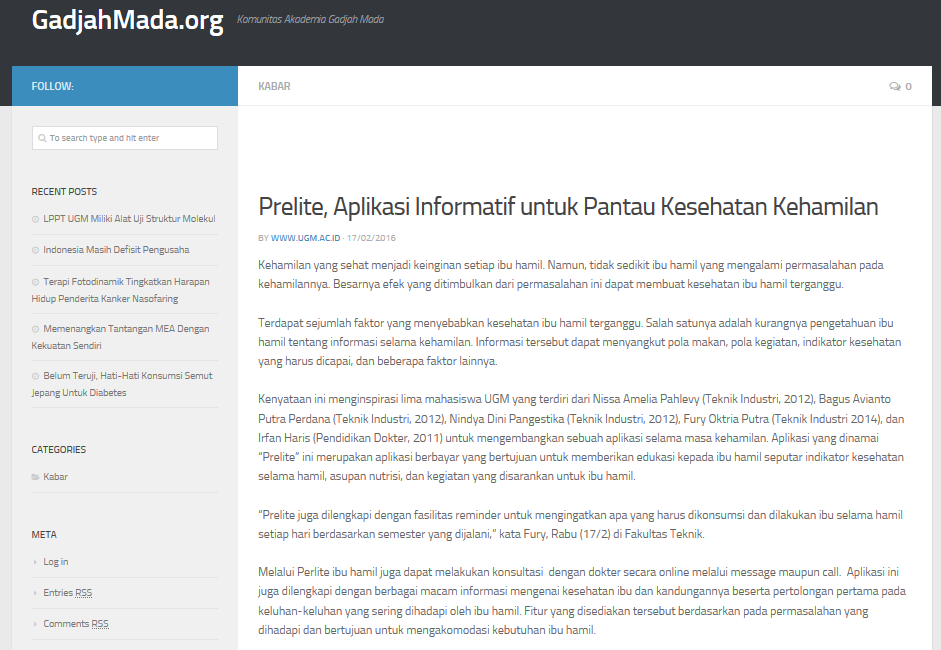 GadjahMada.org
Komunitas Akademia Gadjah Mada
FOLLOW:
To search type and hit enter
RECENT POSTS
LPPT UGM Miliki Alat Uji Struktur Molekul
Indonesia Masih Defisit Pengusaha
Terapi Fotodinamik Tingkatkan Harapan
Hidup Penderita Kanker Nasofaring
Memenangkan Tantangan MEA Dengan
Kekuatan Sendiri
Belum Teruji, Hati-Hati Konsumsi Semut
Jepang Untuk Diabetes
CATEGORIES
Kabar
META
Log in
Entries RSS
Comments RSS
KABAR
0
Prelite, Aplikasi Informatif untuk Pantau Kesehatan Kehamilan
BY WWW.UGM.AC.ID · 17/02/2016
Kehamilan yang sehat menjadi keinginan setiap ibu hamil. Namun, tidak sedikit ibu hamil yang mengalami permasalahan pada
kehamilannya. Besarnya efek yang ditimbulkan dari permasalahan ini dapat membuat kesehatan ibu hamil terganggu.
Terdapat sejumlah faktor yang menyebabkan kesehatan ibu hamil terganggu. Salah satunya adalah kurangnya pengetahuan ibu
hamil tentang informasi selama kehamilan. Informasi tersebut dapat menyangkut pola makan, pola kegiatan, indikator kesehatan
yang harus dicapai, dan beberapa faktor lainnya.
Kenyataan ini menginspirasi lima mahasiswa UGM yang terdiri dari Nissa Amelia Pahlevy (Teknik Industri, 2012), Bagus Avianto
Putra Perdana (Teknik Industri, 2012), Nindya Dini Pangestika (Teknik Industri, 2012), Fury Oktria Putra (Teknik Industri 2014), dan
Irfan Haris (Pendidikan Dokter, 2011) untuk mengembangkan sebuah aplikasi selama masa kehamilan. Aplikasi yang dinamai
“Prelite” ini merupakan aplikasi berbayar yang bertujuan untuk memberikan edukasi kepada ibu hamil seputar indikator kesehatan
selama hamil, asupan nutrisi, dan kegiatan yang disarankan untuk ibu hamil.
“Prelite juga dilengkapi dengan fasilitas reminder untuk mengingatkan apa yang harus dikonsumsi dan dilakukan ibu selama hamil
setiap hari berdasarkan semester yang dijalani,” kata Fury, Rabu (17/2) di Fakultas Teknik.
Melalui Perlite ibu hamil juga dapat melakukan konsultasi dengan dokter secara online melalui message maupun call. Aplikasi ini
juga dilengkapi dengan berbagai macam informasi mengenai kesehatan ibu dan kandungannya beserta pertolongan pertama pada
keluhan-keluhan yang sering dihadapi oleh ibu hamil. Fitur yang disediakan tersebut berdasarkan pada permasalahan yang
dihadapi dan bertujuan untuk mengakomodasi kebutuhan ibu hamil.